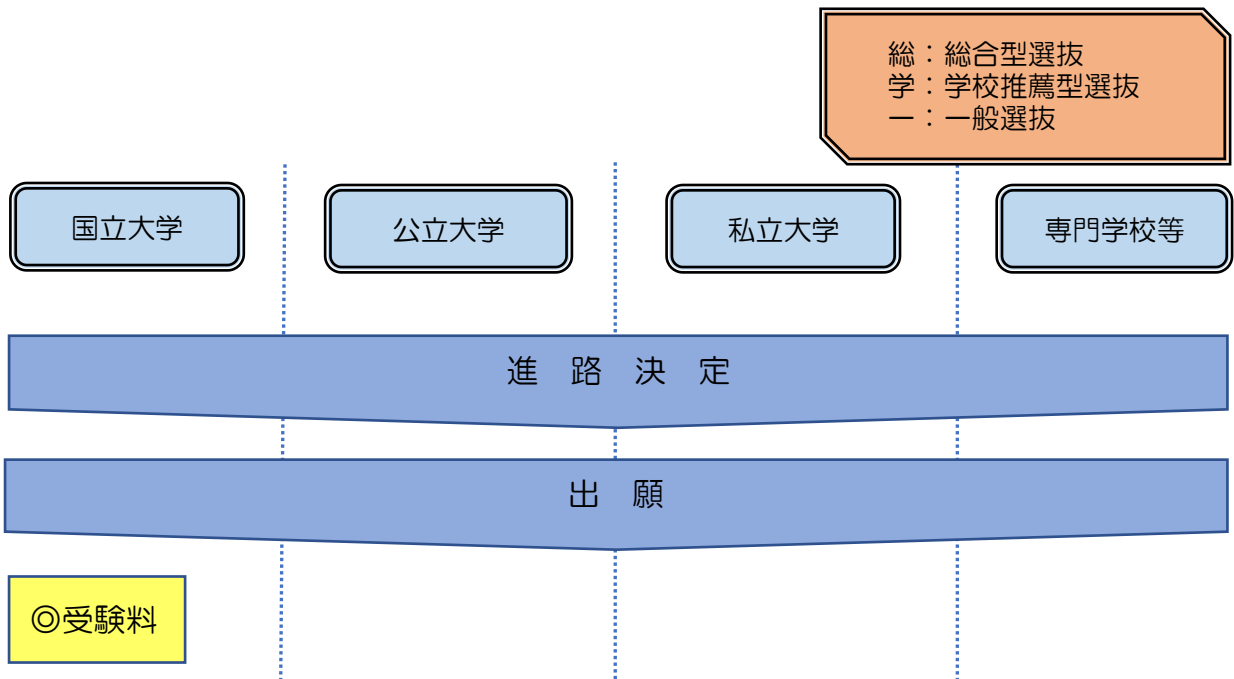 総：総合型選抜
学：学校推薦型選抜
一：一般選抜
国立大学
公立大学
私立大学
専門学校等
進 路 決 定
出 願
◎受験料